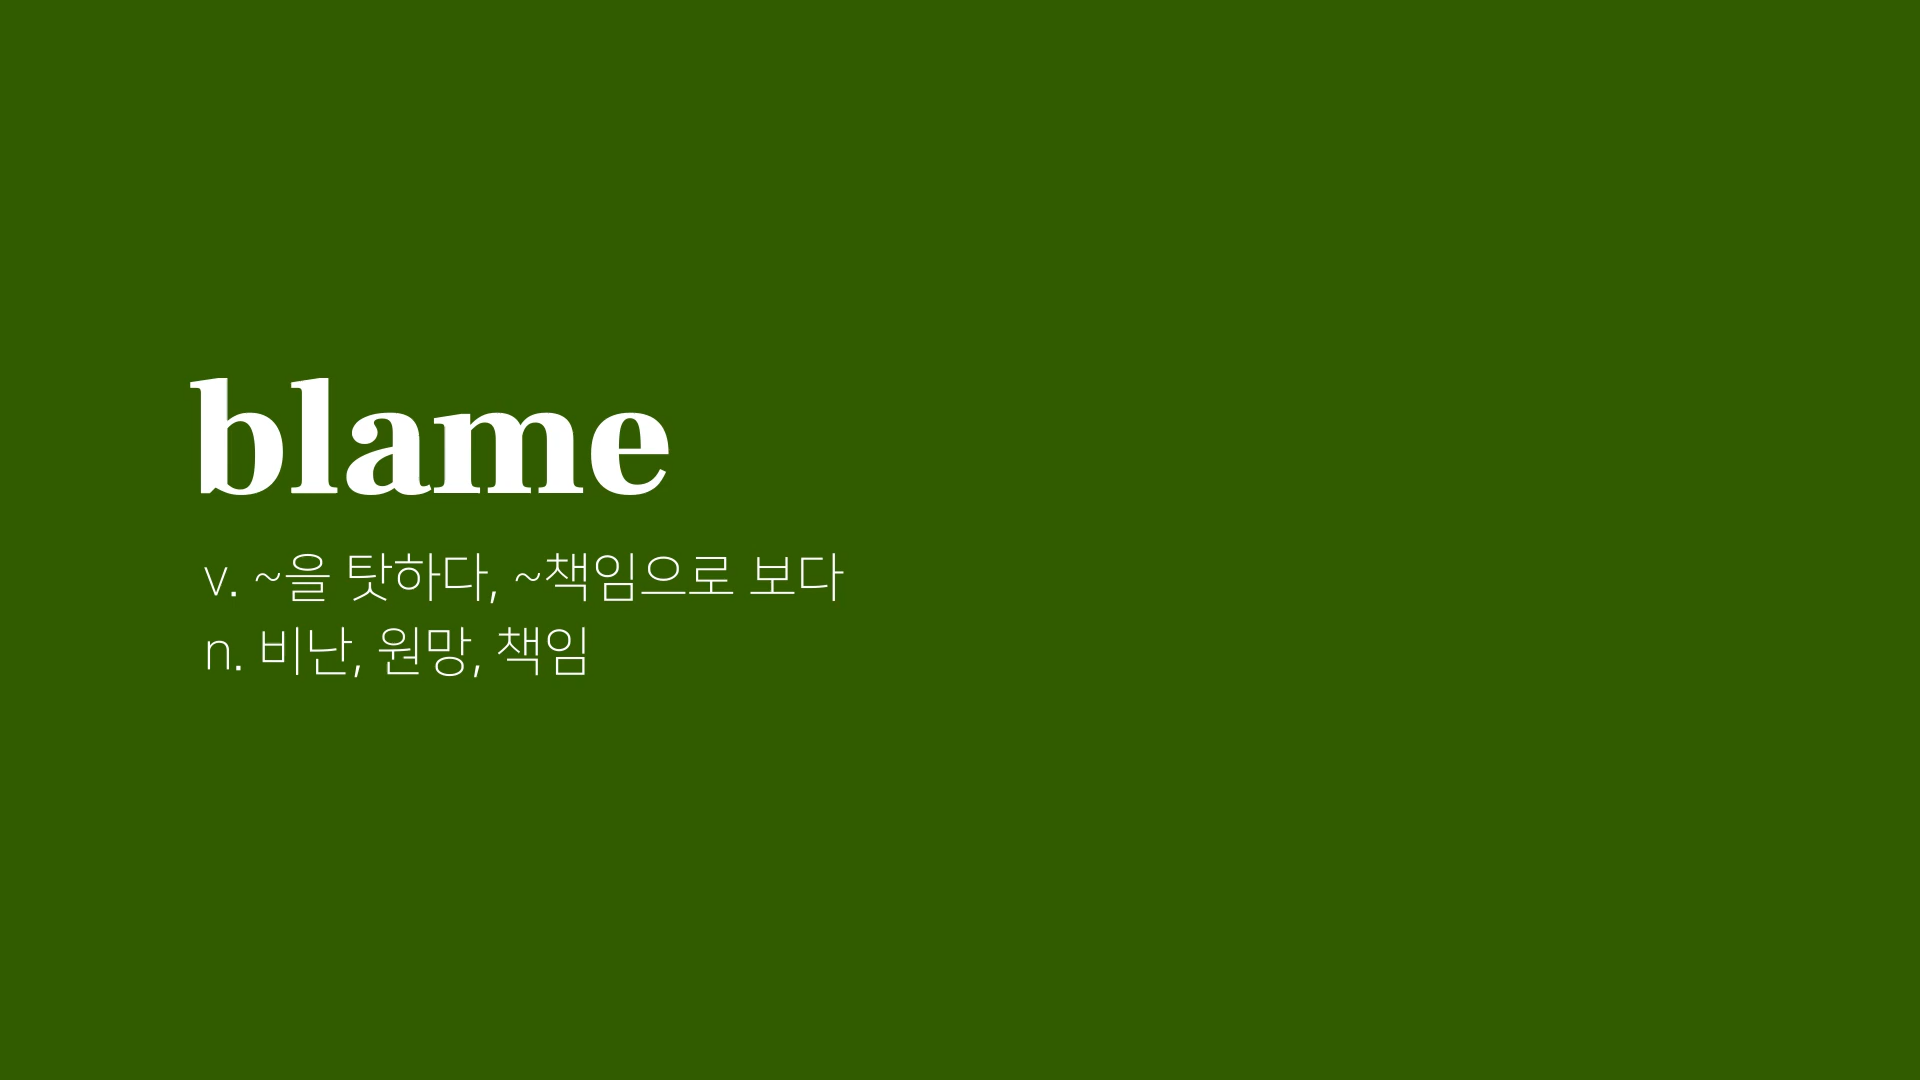 blame
v. ~을 탓하다, ~책임으로 보다
n. 비난, 원망, 책임